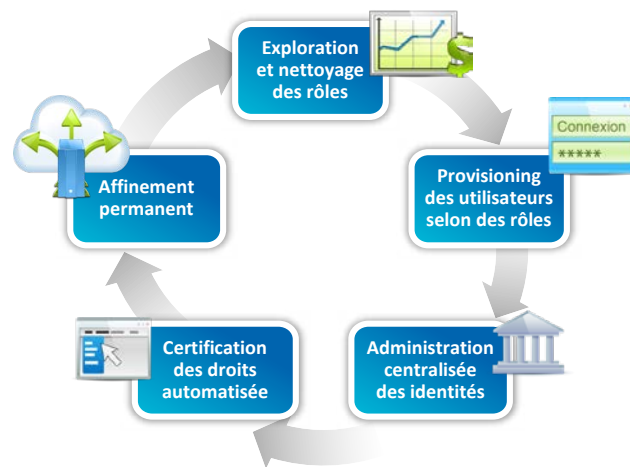 Exploration
et nettoyage
des rôles
$
Connexion
*****
Provisioning
des utilisateurs
selon des rôles
Administration
centralisée
des identités
Certification
des droits
automatisée
Affinement
permanent